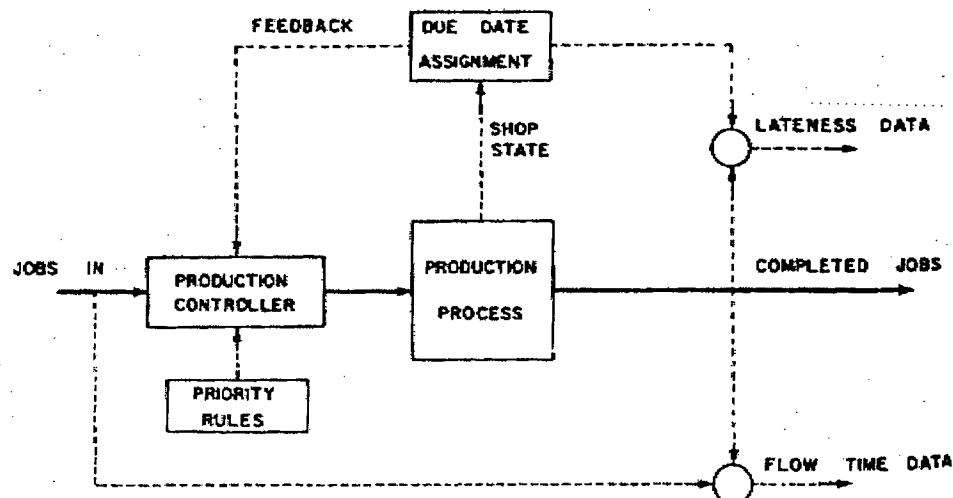 FEEDBACK
DUE DATE
ASSIGNMENT
SHOP
STATE
LATENESS DATA
JOBS IN
PRODUCTION
CONTROLLER
PRODUCTION
PROCESS
COMPLETED JOBS
PRIORITY
RULES
FLOW TIME DATA